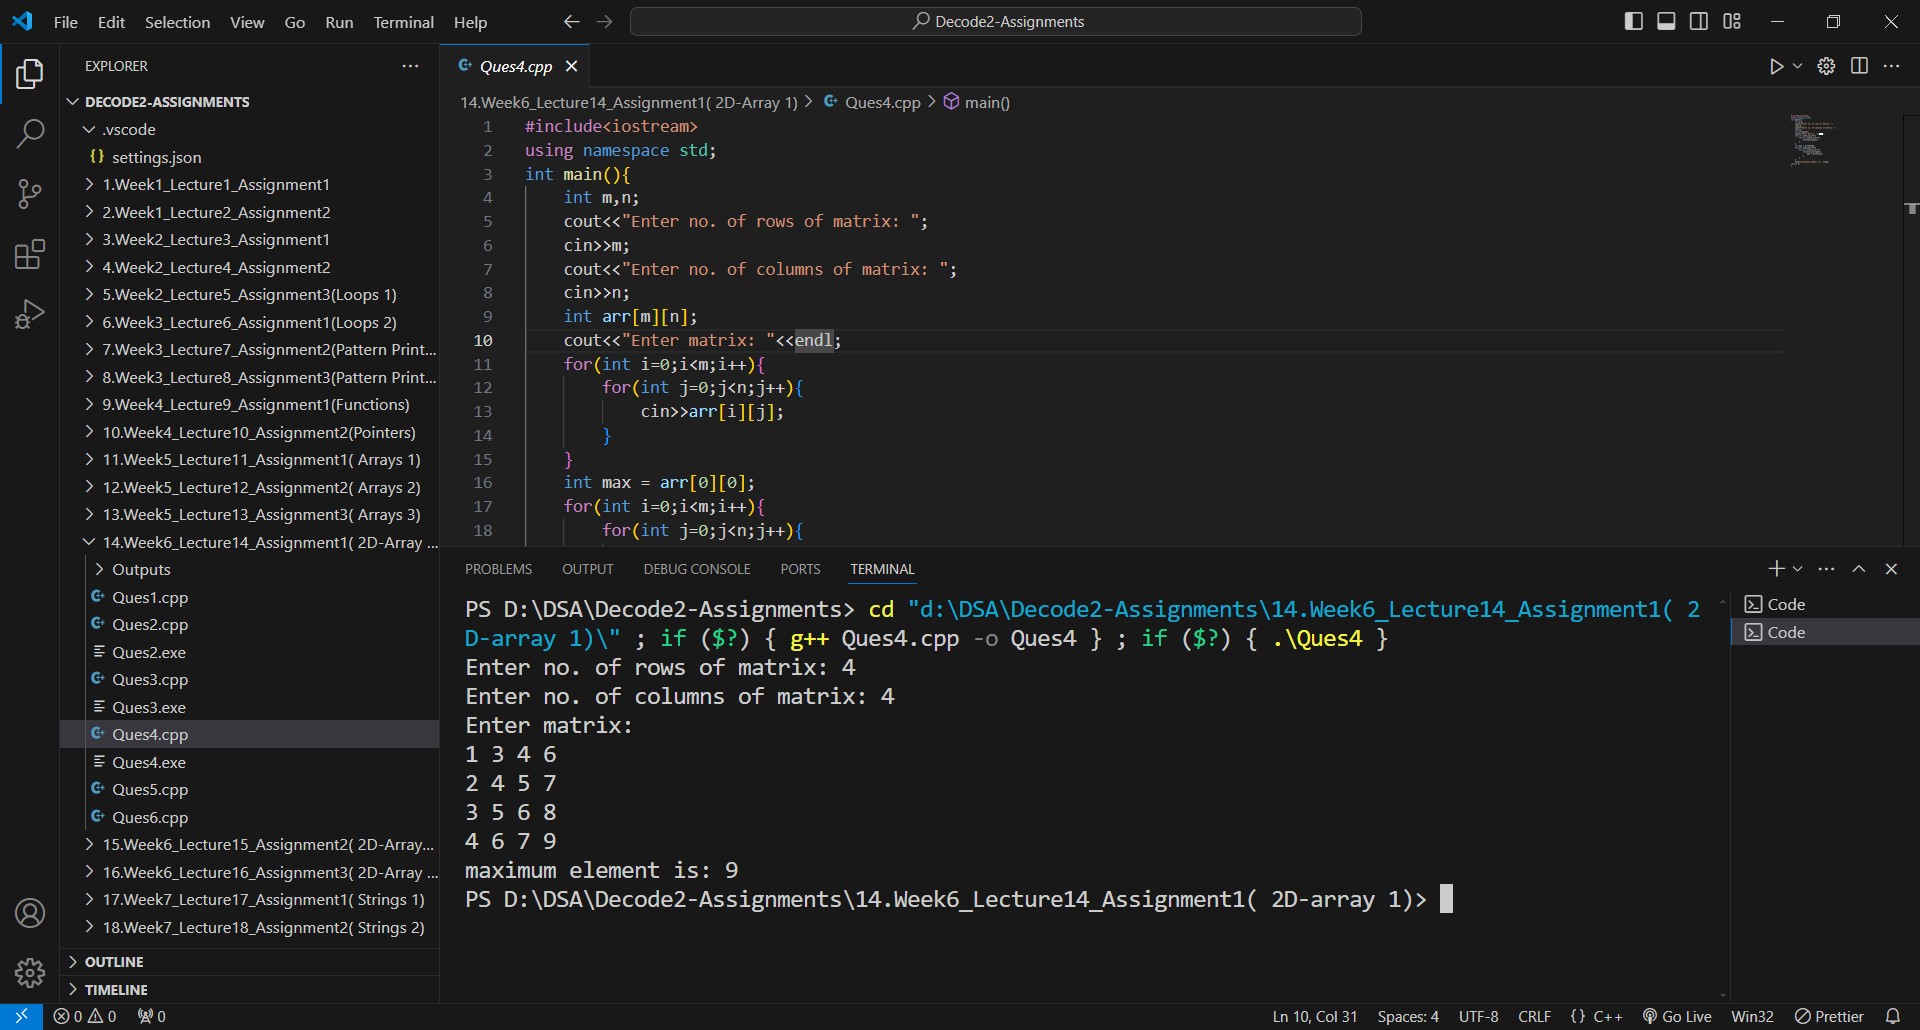 File Edit Selection View Go Run Terminal Help
Decode2-Assignments
EXPLORER
DECODE2-ASSIGNMENTS
.vscode
{} settings.json
1.Week1_Lecture1_Assignment1
2.Week1_Lecture2_Assignment2
3.Week2_Lecture3_Assignment1
4.Week2_Lecture4_Assignment2
5.Week2_Lecture5_Assignment3(Loops 1)
6.Week3_Lecture6_Assignment1(Loops 2)
7.Week3_Lecture7_Assignment2(Pattern Print...
8.Week3_Lecture8_Assignment3(Pattern Print...
9.Week4_Lecture9_Assignment1(Functions)
10.Week4_Lecture10_Assignment2(Pointers)
11.Week5_Lecture11_Assignment1( Arrays 1)
12.Week5_Lecture12_Assignment2( Arrays 2)
13.Week5_Lecture13_Assignment3( Arrays 3)
14.Week6_Lecture14_Assignment1( 2D-Array ...
Outputs
Ques1.cpp
Ques2.cpp
Ques2.exe
Ques3.cpp
Ques3.exe
Ques4.cpp
Ques4.exe
Ques5.cpp
Ques6.cpp
15.Week6_Lecture15_Assignment2( 2D-Array...
16.Week6_Lecture16_Assignment3( 2D-Array ...
17.Week7_Lecture17_Assignment1( Strings 1)
18.Week7_Lecture18_Assignment2( Strings 2)
OUTLINE
TIMELINE
Ques4.cpp
14.Week6_Lecture14_Assignment1( 2D-Array 1) > Ques4.cpp > main()
1 #include<iostream>
2 using namespace std;
3 int main(){
4 int m,n;
5 cout<<"Enter no. of rows of matrix: ";
6 cin>>m;
7 cout<<"Enter no. of columns of matrix: ";
8 cin>>n;
9 int arr[m][n];
10 cout<<"Enter matrix: "<<endl;
11 for(int i=0;i<m;i++){
12 for(int j=0;j<n;j++){
13 cin>>arr[i][j];
14 }
15 }
16 int max = arr[0][0];
17 for(int i=0;i<m;i++){
18 for(int j=0;j<n;j++){
PROBLEMS OUTPUT DEBUG CONSOLE PORTS TERMINAL
PS D:\DSA\Decode2-Assignments> cd "d:\DSA\Decode2-Assignments\14.Week6_Lecture14_Assignment1( 2
D-array 1)\" ; if ($?) { g++ Ques4.cpp -o Ques4 } ; if ($?) { .\Ques4 }
Enter no. of rows of matrix: 4
Enter no. of columns of matrix: 4
Enter matrix:
1 3 4 6
2 4 5 7
3 5 6 8
4 6 7 9
maximum element is: 9
PS D:\DSA\Decode2-Assignments\14.Week6_Lecture14_Assignment1( 2D-array 1)>
Code
Code
0 0 0
Ln 10, Col 31 Spaces: 4 UTF-8 CRLF {} C++ Go Live Win32 Prettier